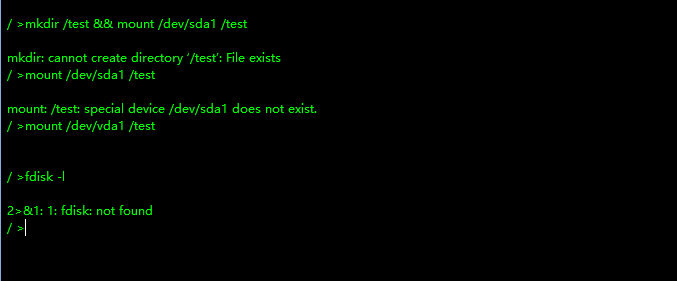 / >mkdir /test && mount /dev/sda1 /test
mkdir: cannot create directory ‘/test’: File exists
/ >mount /dev/sda1 /test
mount: /test: special device /dev/sda1 does not exist.
/ >mount /dev/vda1 /test
/ >fdisk -l
2>&1: 1: fdisk: not found
/ >